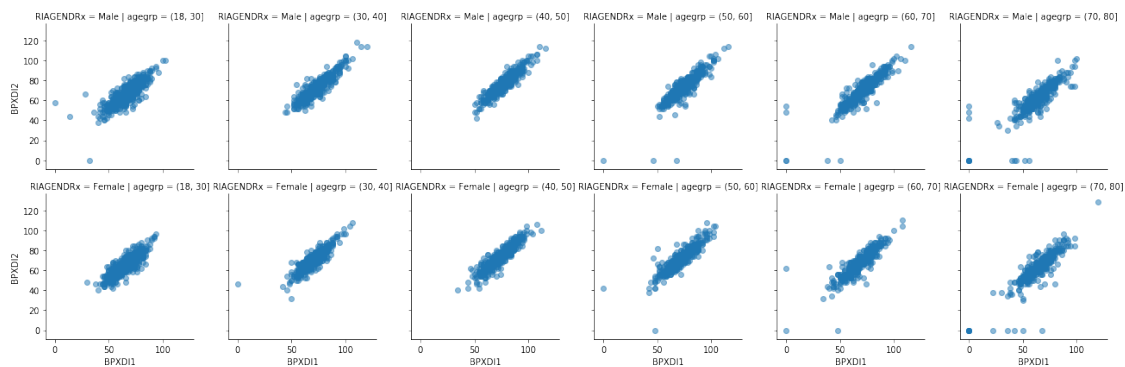 RIAGENDRx = Male | agegrp = (18, 30] RIAGENDRx = Male | agegrp = (30, 40] RIAGENDRx = Male | agegrp = (40, 50] RIAGENDRx = Male | agegrp = (50, 60] RIAGENDRx = Male | agegrp = (60, 70] RIAGENDRx = Male | agegrp = (70, 80]
120
100
80
60
40
20
0
BPXDI2
RIAGENDRx = Female | agegrp = (18, 30] RIAGENDRx = Female | agegrp = (30, 40] RIAGENDRx = Female | agegrp = (40, 50] RIAGENDRx = Female | agegrp = (50, 60] RIAGENDRx = Female | agegrp = (60, 70] RIAGENDRx = Female | agegrp = (70, 80]
120
100
80
60
40
20
0
BPXDI2
0 50 100 0 50 100 0 50 100 0 50 100 0 50 100 0 50 100
BPXDI1 BPXDI1 BPXDI1 BPXDI1 BPXDI1 BPXDI1